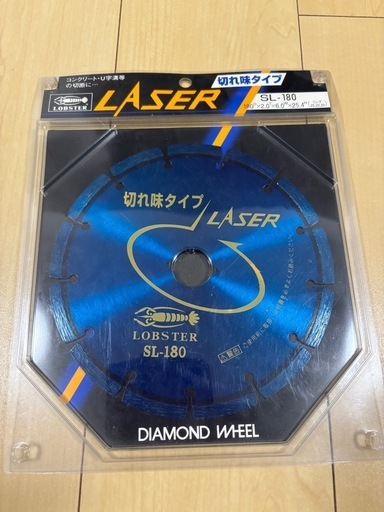 コンクリート・U字溝等
の切断に…
LOBSTER
LASER
切れ味タイプ
SL-180
切れ味タイプ
LASER
LOBSTER
SL-180
DIAMOND WHEEL